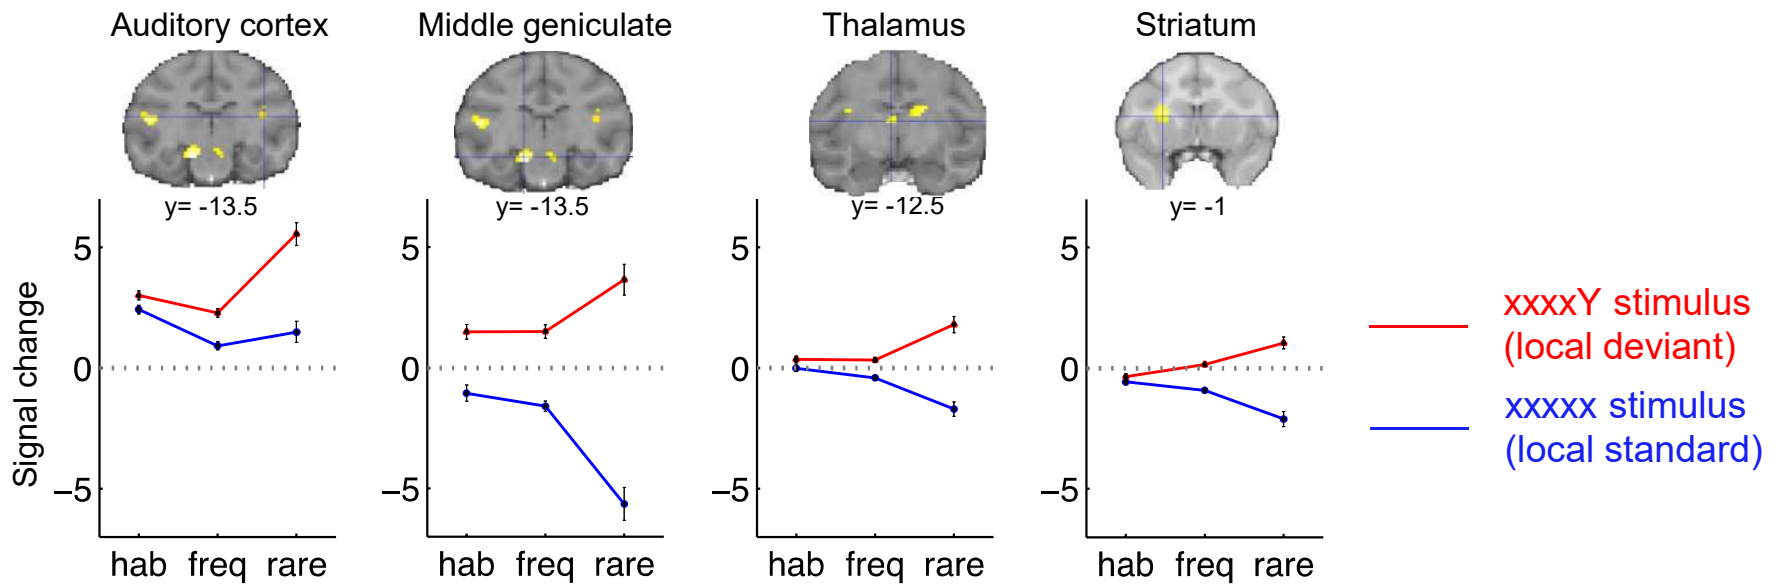 Auditory cortex
Middle geniculate
Thalamus
Striatum
y= -13.5
y= -13.5
y= -12.5
y= -1
Signal change
5
0
−5
hab freq rare
5
0
−5
hab freq rare
5
0
−5
hab freq rare
5
0
−5
hab freq rare
xxxxY stimulus
(local deviant)
xxxxx stimulus
(local standard)